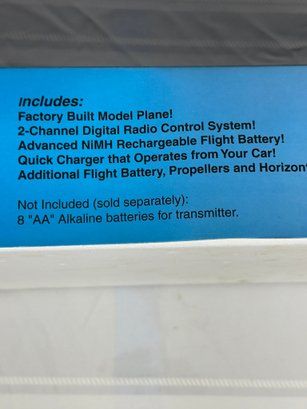 Includes:
Factory Built Model Plane!
2-Channel Digital Radio Control System!
Advanced NiMH Rechargeable Flight Battery!
Quick Charger that Operates from Your Car!
Additional Flight Battery, Propellers and Horizon
Not Included (sold separately):
8 "AA" Alkaline batteries for transmitter.